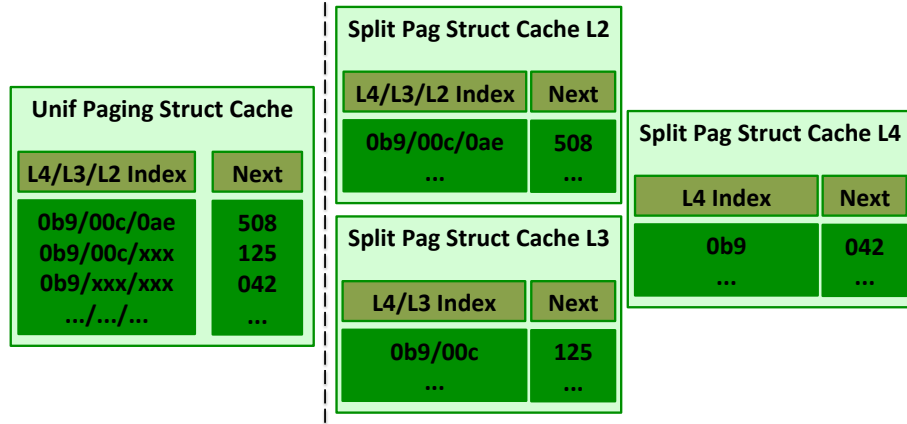 Unif Paging Struct Cache
L4/L3/L2 Index Next
0b9/00c/0ae 508
0b9/00c/xxx 125
0b9/xxx/xxx 042
.../.../... ...
Split Pag Struct Cache L2
L4/L3/L2 Index Next
0b9/00c/0ae 508
... ...
Split Pag Struct Cache L3
L4/L3 Index Next
0b9/00c 125
... ...
Split Pag Struct Cache L4
L4 Index Next
0b9 042
... ...